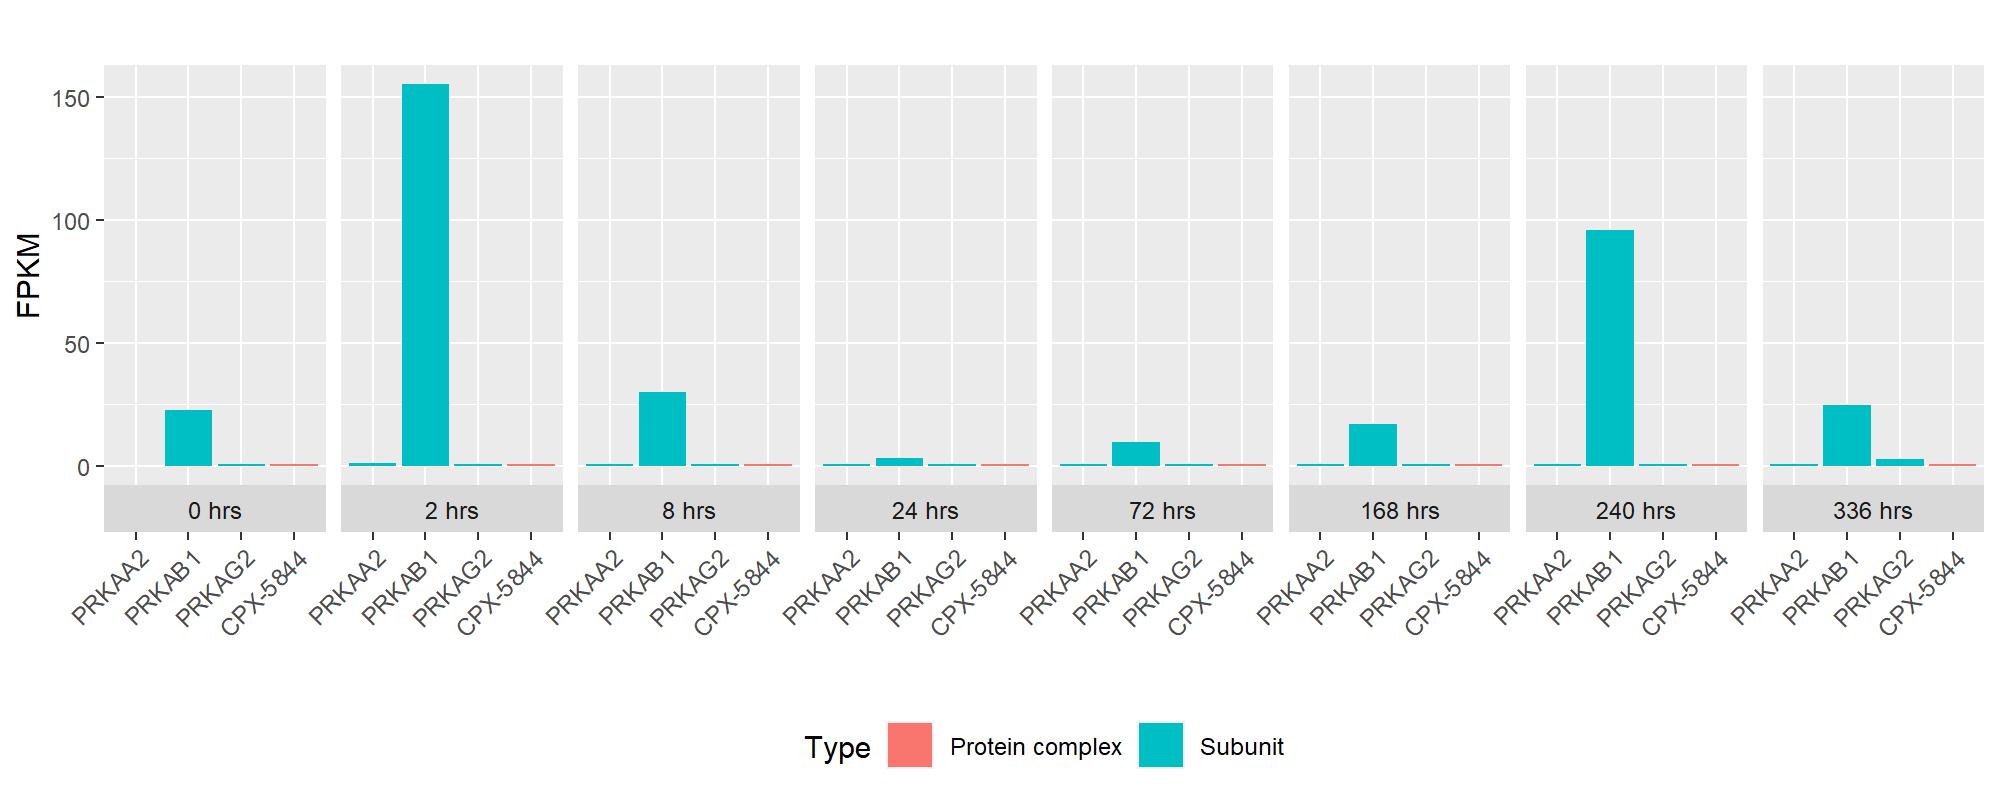 FPKM
150
100
50
0
0 hrs 2 hrs 8 hrs 24 hrs 72 hrs 168 hrs 240 hrs 336 hrs
PRKAA2 PRKAB1 PRKAG2 CPX-5844 PRKAA2 PRKAB1 PRKAG2 CPX-5844 PRKAA2 PRKAB1 PRKAG2 CPX-5844 PRKAA2 PRKAB1 PRKAG2 CPX-5844 PRKAA2 PRKAB1 PRKAG2 CPX-5844 PRKAA2 PRKAB1 PRKAG2 CPX-5844 PRKAA2 PRKAB1 PRKAG2 CPX-5844 PRKAA2 PRKAB1 PRKAG2 CPX-5844
Type Protein complex Subunit